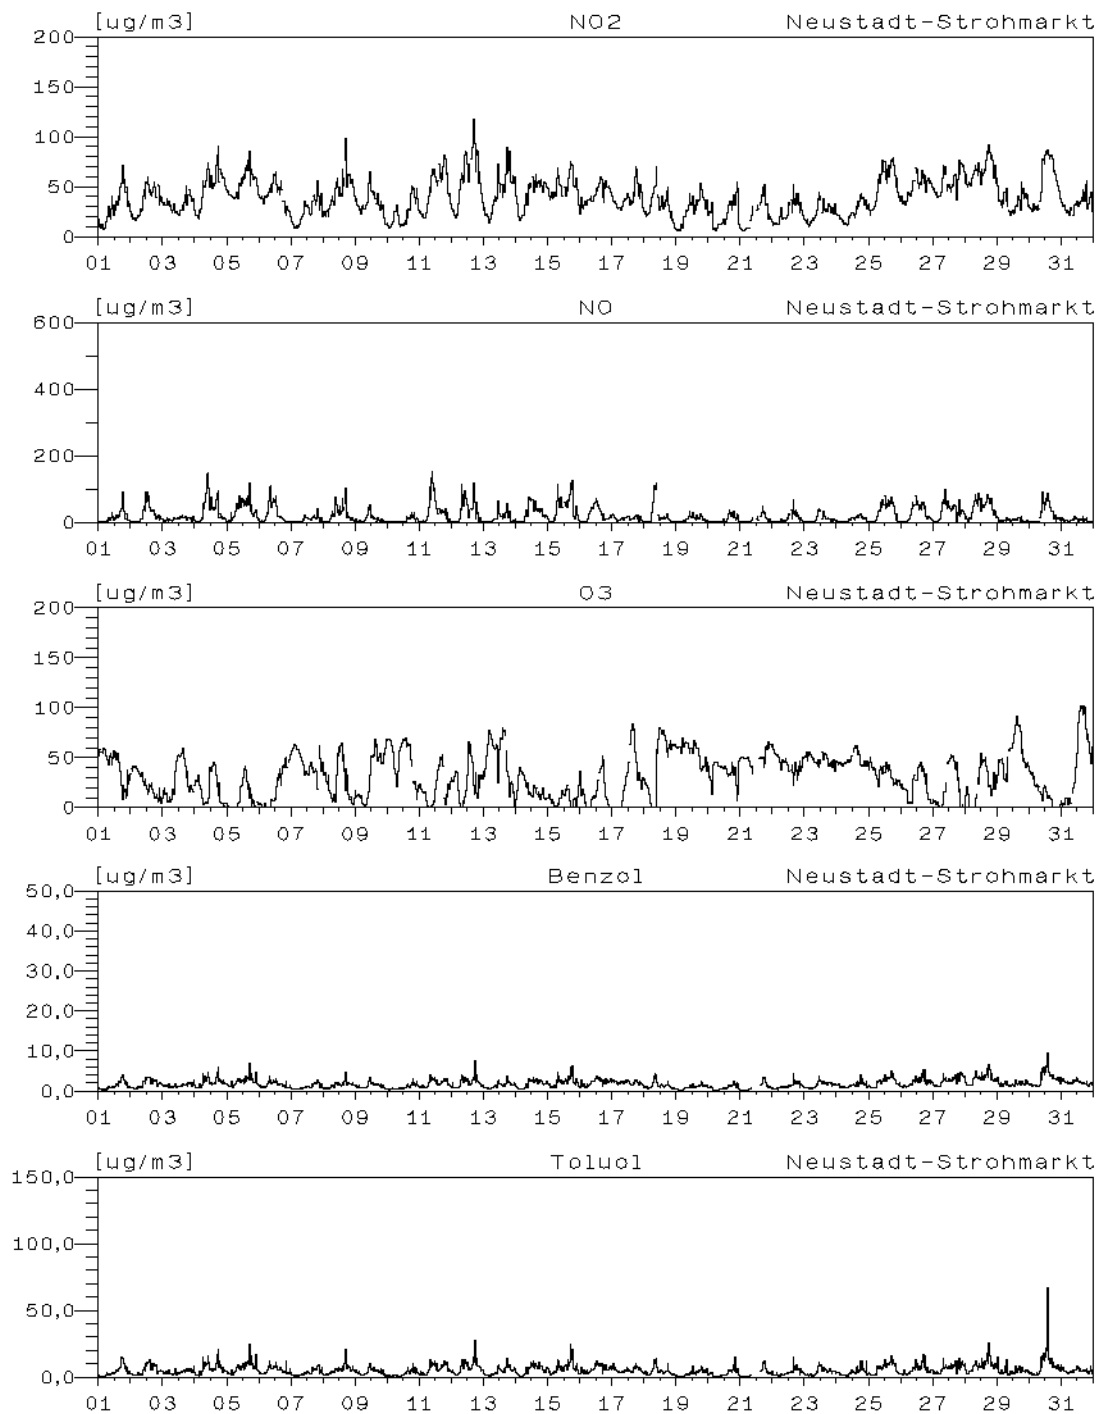 [ug/m3] NO2 Neustadt-Strohmarkt
200
150
100
50
0
01 03 05 07 09 11 13 15 17 19 21 23 25 27 29 31
[ug/m3] NO Neustadt-Strohmarkt
600
400
200
0
01 03 05 07 09 11 13 15 17 19 21 23 25 27 29 31
[ug/m3] O3 Neustadt-Strohmarkt
200
150
100
50
0
01 03 05 07 09 11 13 15 17 19 21 23 25 27 29 31
[ug/m3] Benzol Neustadt-Strohmarkt
50,0
40,0
30,0
20,0
10,0
0,0
01 03 05 07 09 11 13 15 17 19 21 23 25 27 29 31
[ug/m3] Toluol Neustadt-Strohmarkt
150,0
100,0
50,0
0,0
01 03 05 07 09 11 13 15 17 19 21 23 25 27 29 31